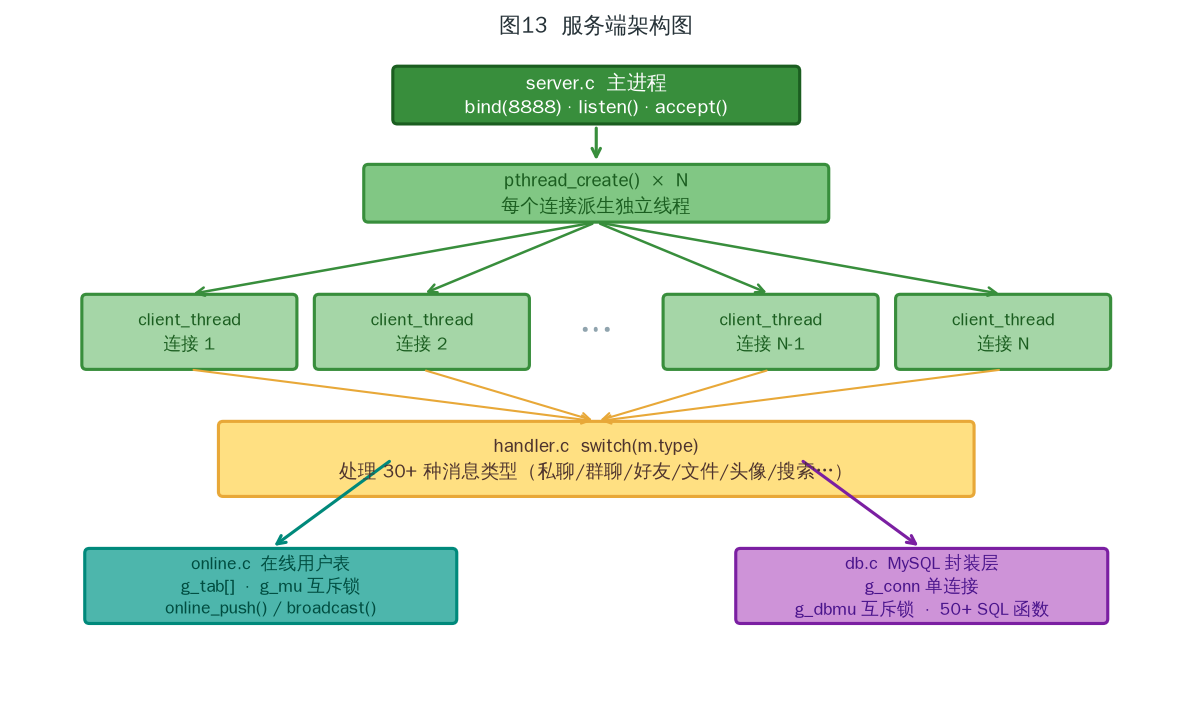 图13 服务端架构图
server.c 主进程
bind(8888) · listen() · accept()
pthread_create() × N
每个连接派生独立线程
client_thread
连接 1
client_thread
连接 2
···
client_thread
连接 N-1
client_thread
连接 N
handler.c switch(m.type)
处理 30+ 种消息类型（私聊/群聊/好友/文件/头像/搜索…）
online.c 在线用户表
g_tab[] · g_mu 互斥锁
online_push() / broadcast()
db.c MySQL 封装层
g_conn 单连接
g_dbmu 互斥锁 · 50+ SQL 函数